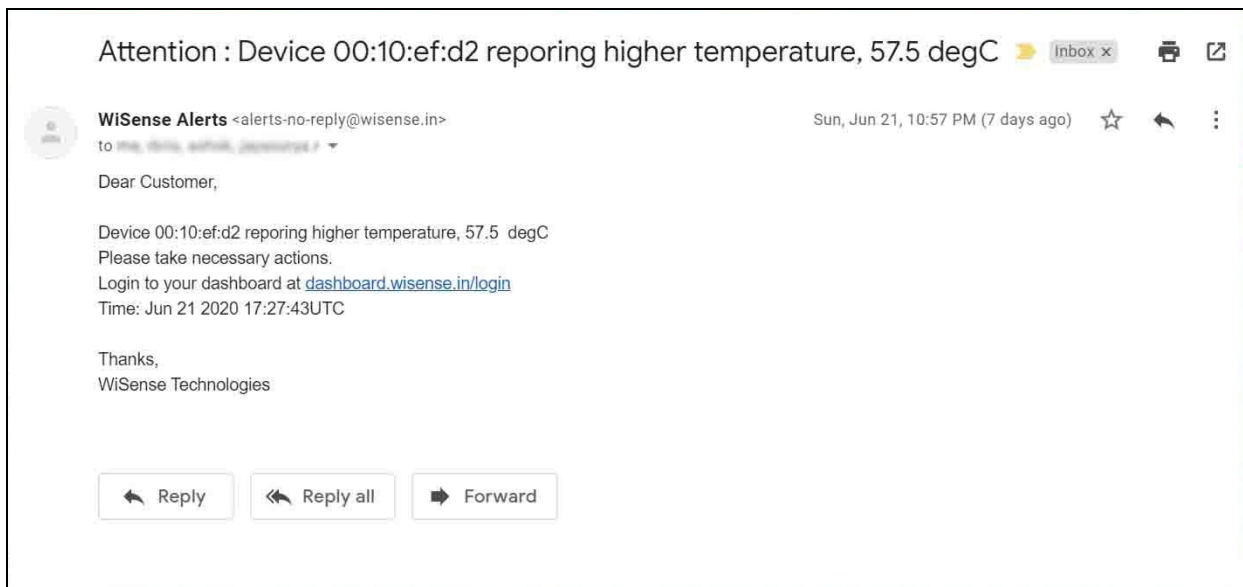 Attention : Device 00:10:ef:d2 reporing higher temperature, 57.5 degC Inbox x
WiSense Alerts <alerts-no-reply@wisense.in> Sun, Jun 21, 10:57 PM (7 days ago)
to
Dear Customer,
Device 00:10:ef:d2 reporing higher temperature, 57.5 degC
Please take necessary actions.
Login to your dashboard at dashboard.wisense.in/login
Time: Jun 21 2020 17:27:43UTC
Thanks,
WiSense Technologies
Reply Reply all Forward